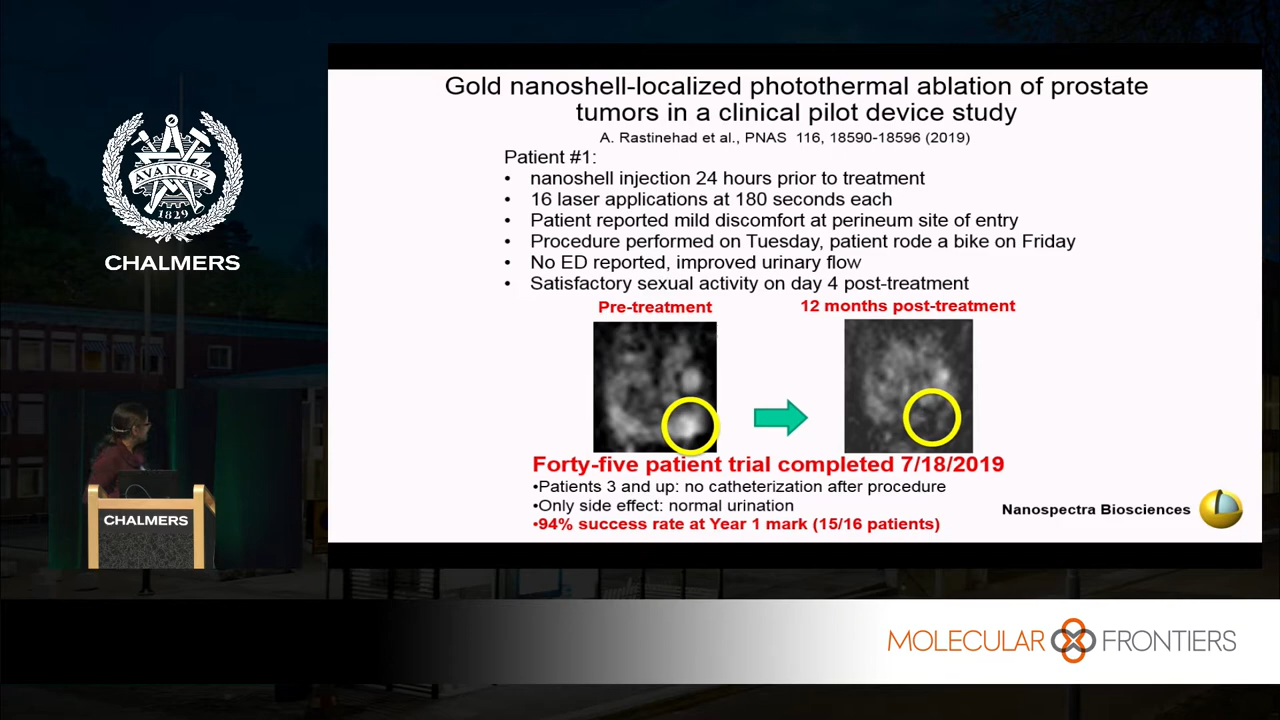 AVANCEZ
1829
CHALMERS
CHALMERS
Gold nanoshell-localized photothermal ablation of prostate
tumors in a clinical pilot device study
A. Rastinehad et al., PNAS 116, 18590-18596 (2019)
Patient #1:
• nanoshell injection 24 hours prior to treatment
• 16 laser applications at 180 seconds each
• Patient reported mild discomfort at perineum site of entry
• Procedure performed on Tuesday, patient rode a bike on Friday
• No ED reported, improved urinary flow
• Satisfactory sexual activity on day 4 post-treatment
Pre-treatment
12 months post-treatment
Forty-five patient trial completed 7/18/2019
•Patients 3 and up: no catheterization after procedure
•Only side effect: normal urination
•94% success rate at Year 1 mark (15/16 patients)
Nanospectra Biosciences
MOLECULAR FRONTIERS